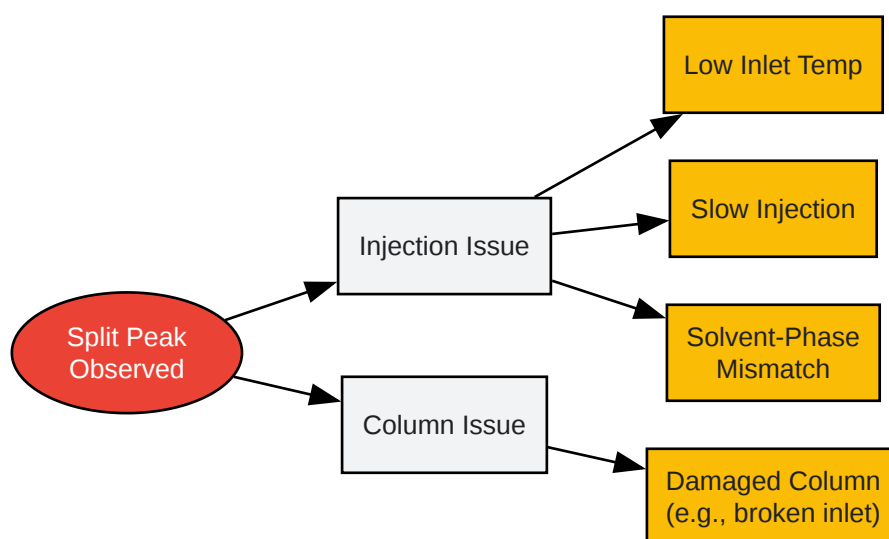 Low Inlet Temp
Slow Injection
Injection Issue
Split Peak
Observed
Solvent-Phase
Mismatch
Column Issue
Damaged Column
(e.g., broken inlet)